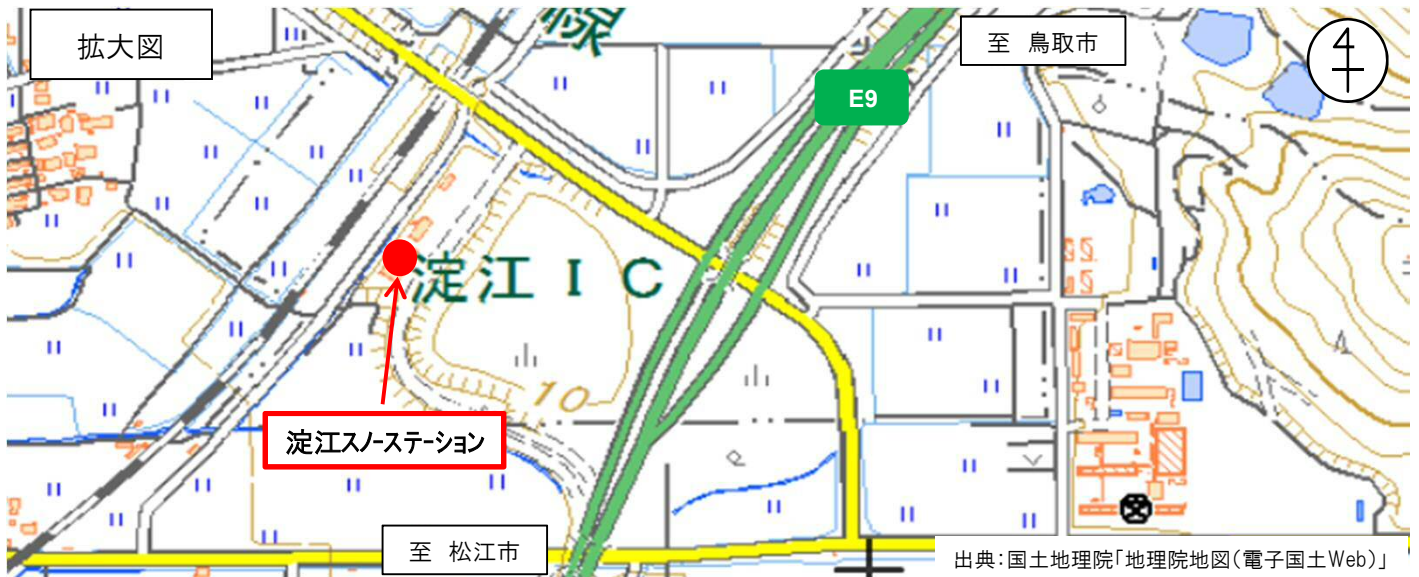 拡大図
線
至 鳥取市
E9
淀江IC
10
淀江スノーステーション
至 松江市
出典:国土地理院「地理院地図(電子国土Web)」